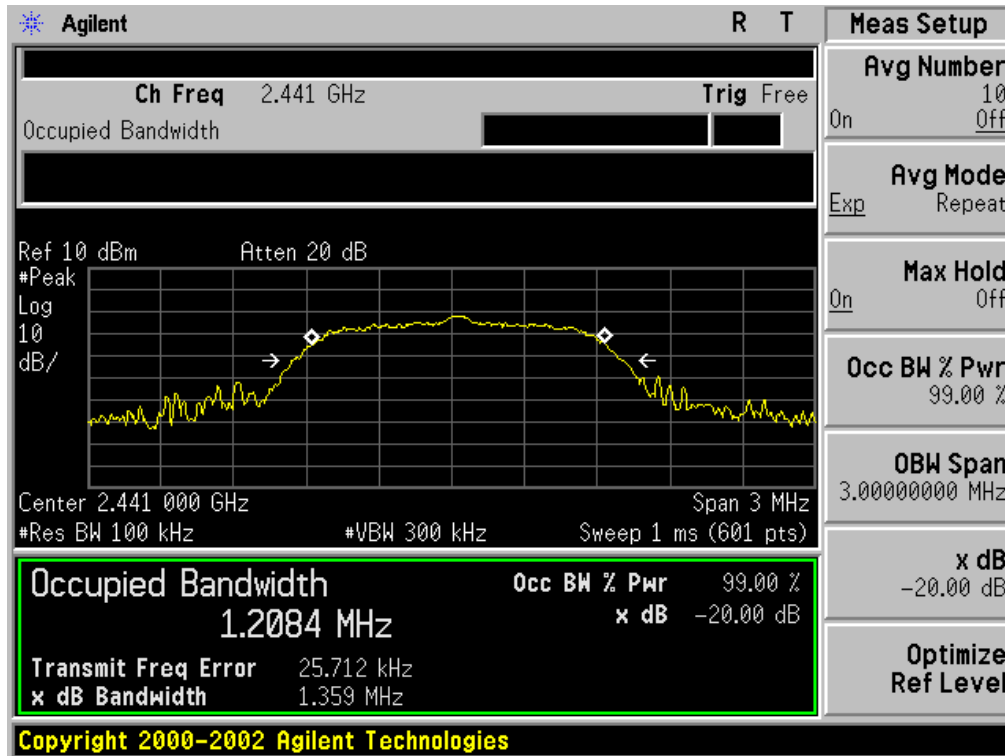 Agilent R T
Ch Freq 2.441 GHz Trig Free
Occupied Bandwidth
Ref 10 dBm Atten 20 dB
#Peak
Log
10
dB/
Center 2.441 000 GHz Span 3 MHz
#Res BW 100 kHz #VBW 300 kHz Sweep 1 ms (601 pts)
Occupied Bandwidth Occ BW % Pwr 99.00 %
1.2084 MHz x dB -20.00 dB
Transmit Freq Error 25.712 kHz
x dB Bandwidth 1.359 MHz
Copyright 2000-2002 Agilent Technologies
Meas Setup
Avg Number
10
On Off
Avg Mode
Exp Repeat
Max Hold
On Off
Occ BW % Pwr
99.00 %
OBW Span
3.00000000 MHz
x dB
-20.00 dB
Optimize
Ref Level